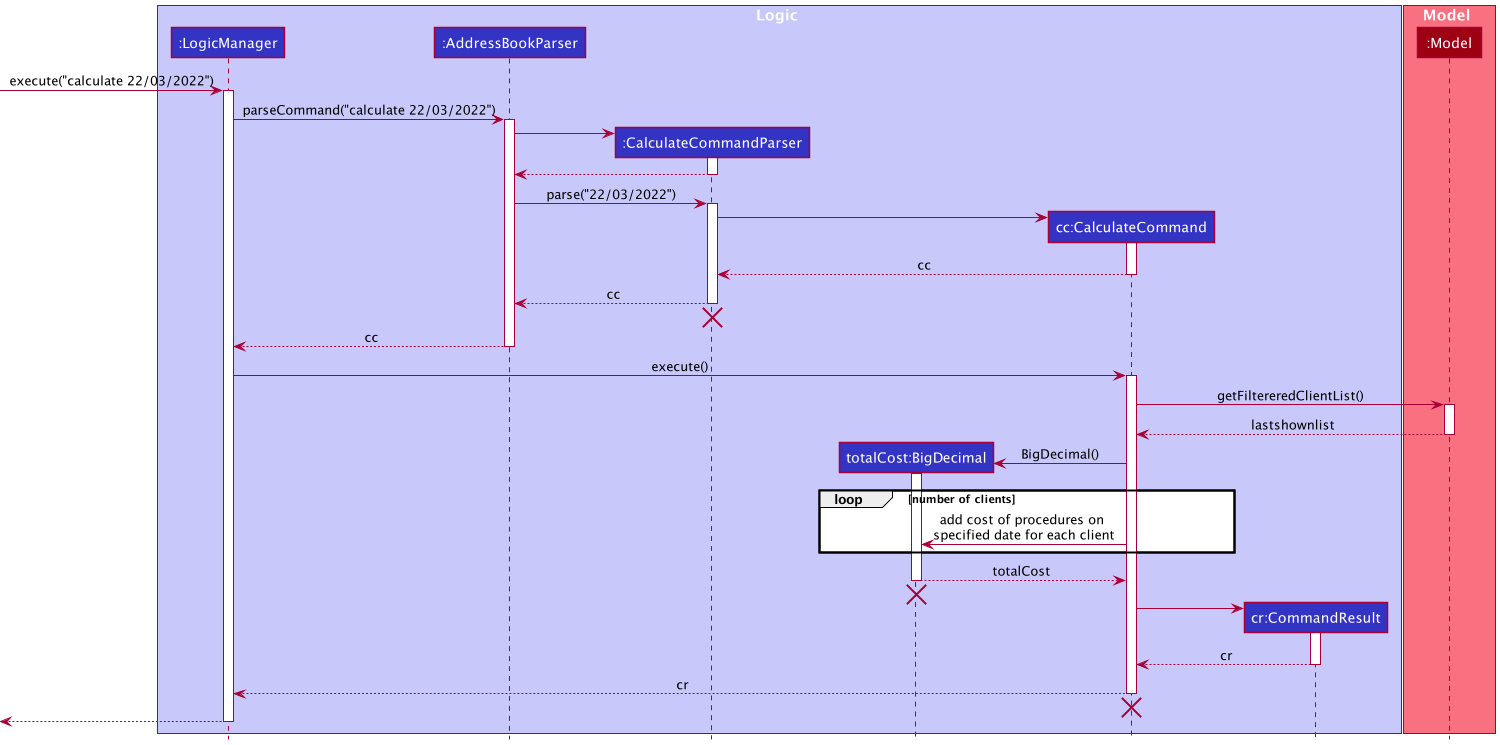 Logic
Model
:LogicManager
:AddressBookParser
:Model
execute("calculate 22/03/2022")
parseCommand("calculate 22/03/2022")
:CalculateCommandParser
parse("22/03/2022")
cc:CalculateCommand
cc
cc
cc
execute()
getFiltereredClientList()
lastshownlist
totalCost:BigDecimal
BigDecimal()
loop
[number of clients]
add cost of procedures on
specified date for each client
totalCost
cr:CommandResult
cr
cr